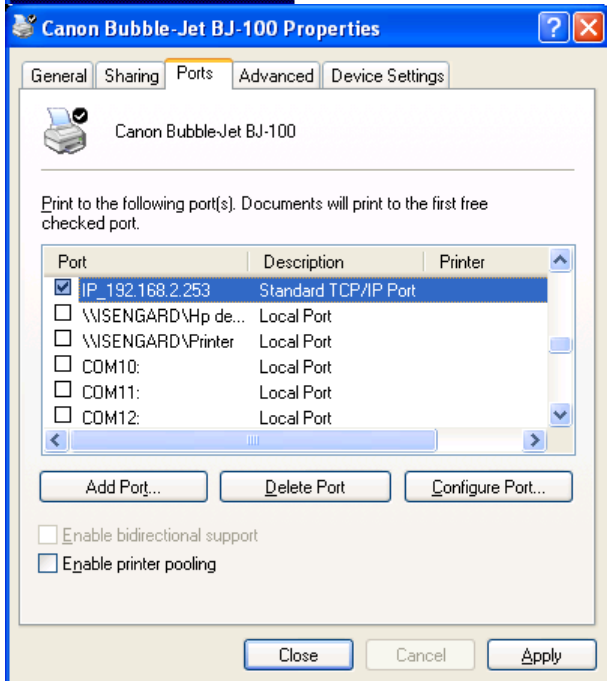 Canon Bubble-Jet BJ-100 Properties
General Sharing Ports Advanced Device Settings
Canon Bubble-Jet BJ-100
Print to the following port(s). Documents will print to the first free
checked port.
Port Description Printer
IP_192.168.2.253 Standard TCP/IP Port
\\ISENGARD\Hp de... Local Port
\\ISENGARD\Printer Local Port
COM10: Local Port
COM11: Local Port
COM12: Local Port
Add Port... Delete Port Configure Port...
Enable bidirectional support
Enable printer pooling
Close Cancel Apply